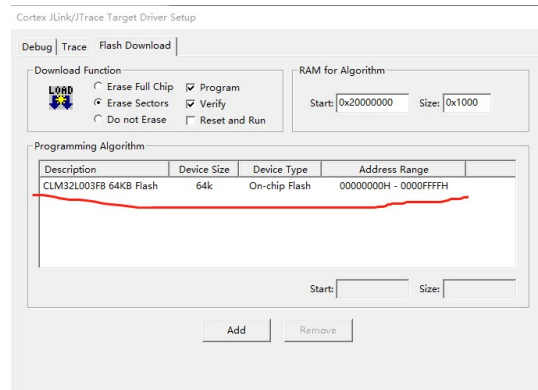 Cortex JLink/JTrace Target Driver Setup
Debug Trace Flash Download
Download Function
LOAD
Erase Full Chip
Program
Erase Sectors
Verify
Do not Erase
Reset and Run
RAM for Algorithm
Start: 0x20000000 Size: 0x1000
Programming Algorithm
Description Device Size Device Type Address Range
CLM32L003F8 64KB Flash 64k On-chip Flash 00000000H - 0000FFFFH
Start: Size:
Add Remove